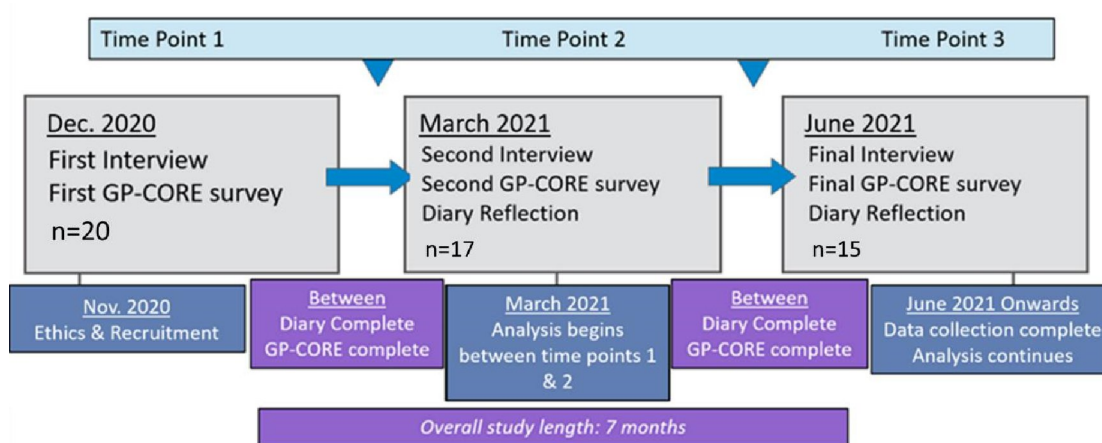 Time Point 1
Time Point 2
Time Point 3
Dec. 2020
First Interview
First GP-CORE survey
n=20
March 2021
Second Interview
Second GP-CORE survey
Diary Reflection
n=17
June 2021
Final Interview
Final GP-CORE survey
Diary Reflection
n=15
Nov. 2020
Ethics & Recruitment
Between
Diary Complete
GP-CORE complete
March 2021
Analysis begins
between time points 1
& 2
Between
Diary Complete
GP-CORE complete
June 2021 Onwards
Data collection complete
Analysis continues
Overall study length: 7 months